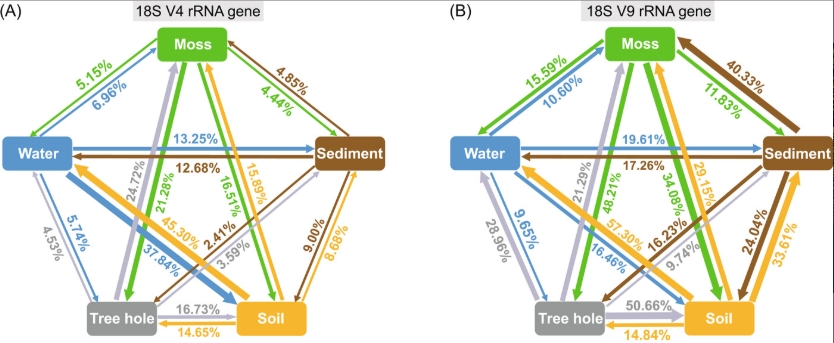 (A)
18S V4 rRNA gene
Moss
5.15%
6.96%
4.85%
4.44%
Water
13.25%
12.68%
Sediment
24.72%
21.28%
16.51%
15.89%
45.30%
37.84%
2.41%
3.59%
5.74%
4.53%
9.00%
8.68%
Tree hole
16.73%
14.65%
Soil
(B)
18S V9 rRNA gene
Moss
15.59%
10.60%
40.33%
11.83%
Water
19.61%
17.26%
Sediment
21.29%
48.21%
34.08%
29.15%
57.30%
16.46%
16.23%
9.74%
9.65%
28.96%
24.04%
33.61%
Tree hole
50.66%
14.84%
Soil